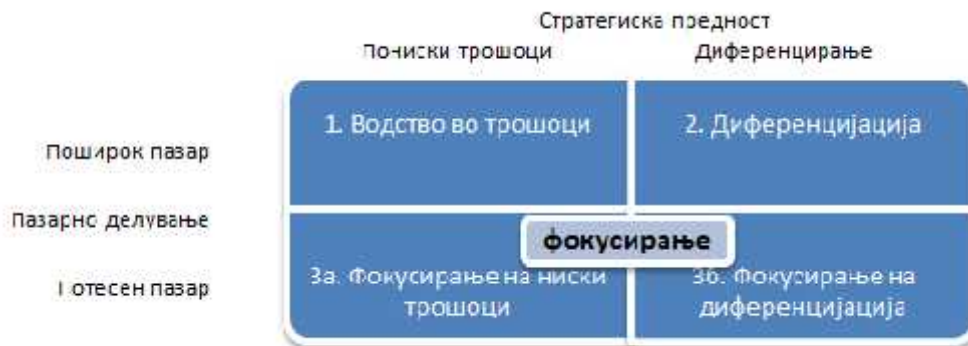 Стратегиска предност
Пониски трошоци Диференцирање
1. Водство во трошоци 2. Диференцијација
Поширок пазар
Пазарно делување
фокусирање
3а. Фокусирање на ниски трошоци
3б. Фокусирање на диференцијација
Потесен пазар